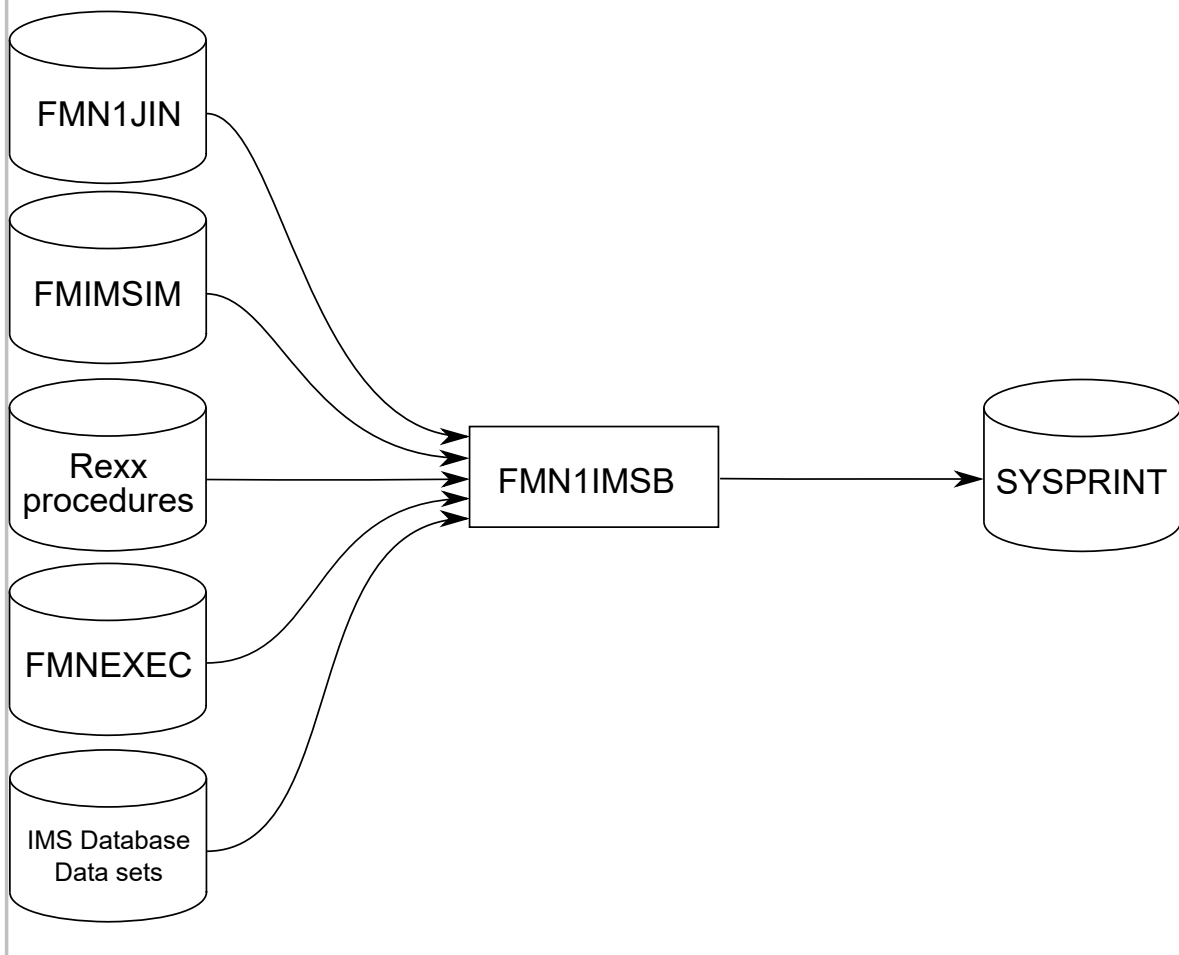 FMN1JIN
FMIMSIM
Rexx
procedures
FMN1IMSB
SYSPRINT
FMNEXEC
IMS Database
Data sets